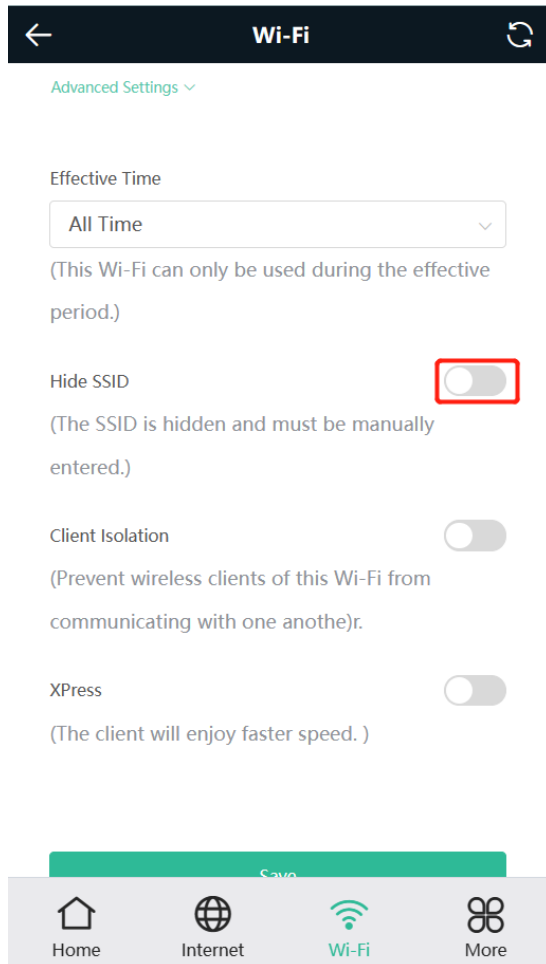 Wi-Fi
Advanced Settings
Effective Time
All Time
(This Wi-Fi can only be used during the effective
period.)
Hide SSID
(The SSID is hidden and must be manually
entered.)
Client Isolation
(Prevent wireless clients of this Wi-Fi from
communicating with one anothe)r.
XPress
(The client will enjoy faster speed. )
Save
Home Internet Wi-Fi More